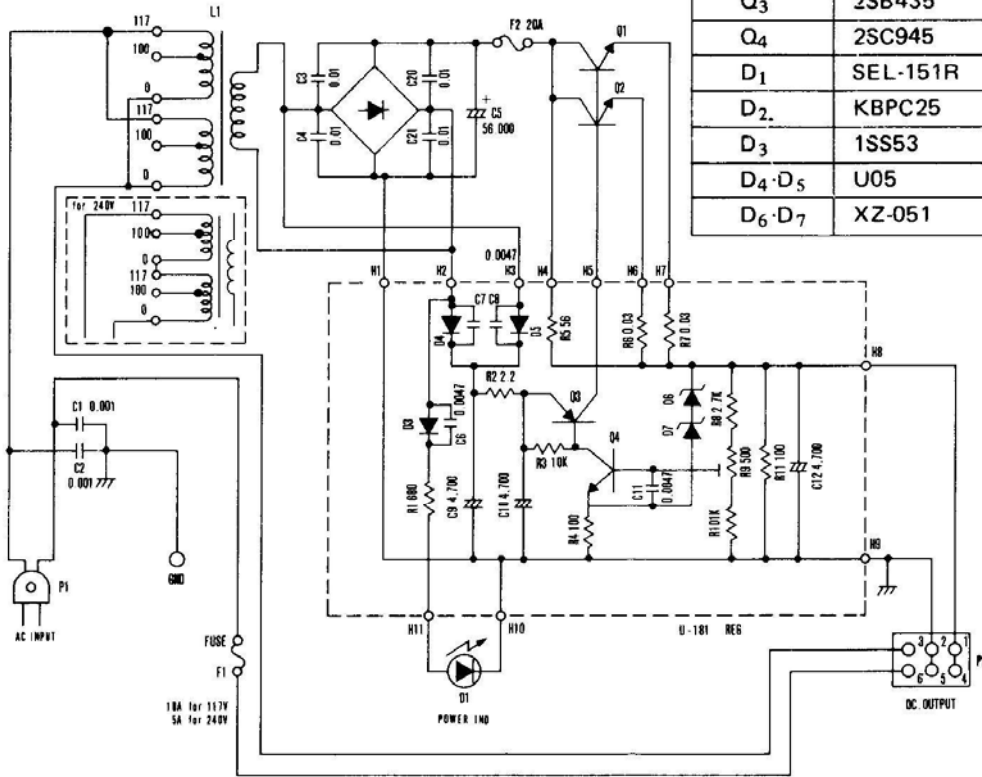 L1
117
100
0
117
100
0
for 240V
117
100
0
117
100
0
C3
0.01
C4
0.01
C20
0.01
C21
0.01
+
C5
56 000
F2 20A
Q1
Q2
Q3 2SB435
Q4 2SC945
D1 SEL-151R
D2. KBPC25
D3 1SS53
D4·D5 U05
D6·D7 XZ-051
0.0047
H1
H2
H3
H4
H5
H6
H7
D4
C7 C8
D5
R5 56
R6 0.03
R7 0.03
H8
R2 2.2
Q3
D6
D7
R8 2.7K
D3
C6
0.0047
R3 10K
Q4
C11
0.0047
R9 500
R11 100
C12 4,700
R1 680
C9 4,700
C10 4,700
R4 100
R10 1K
H9
C1 0.001
C2
0.001
GND
P1
AC INPUT
FUSE
F1
10A for 117V
5A for 240V
H11
H10
D1
POWER IND
U-181 REG
3
2
1
6
5
4
P
DC. OUTPUT